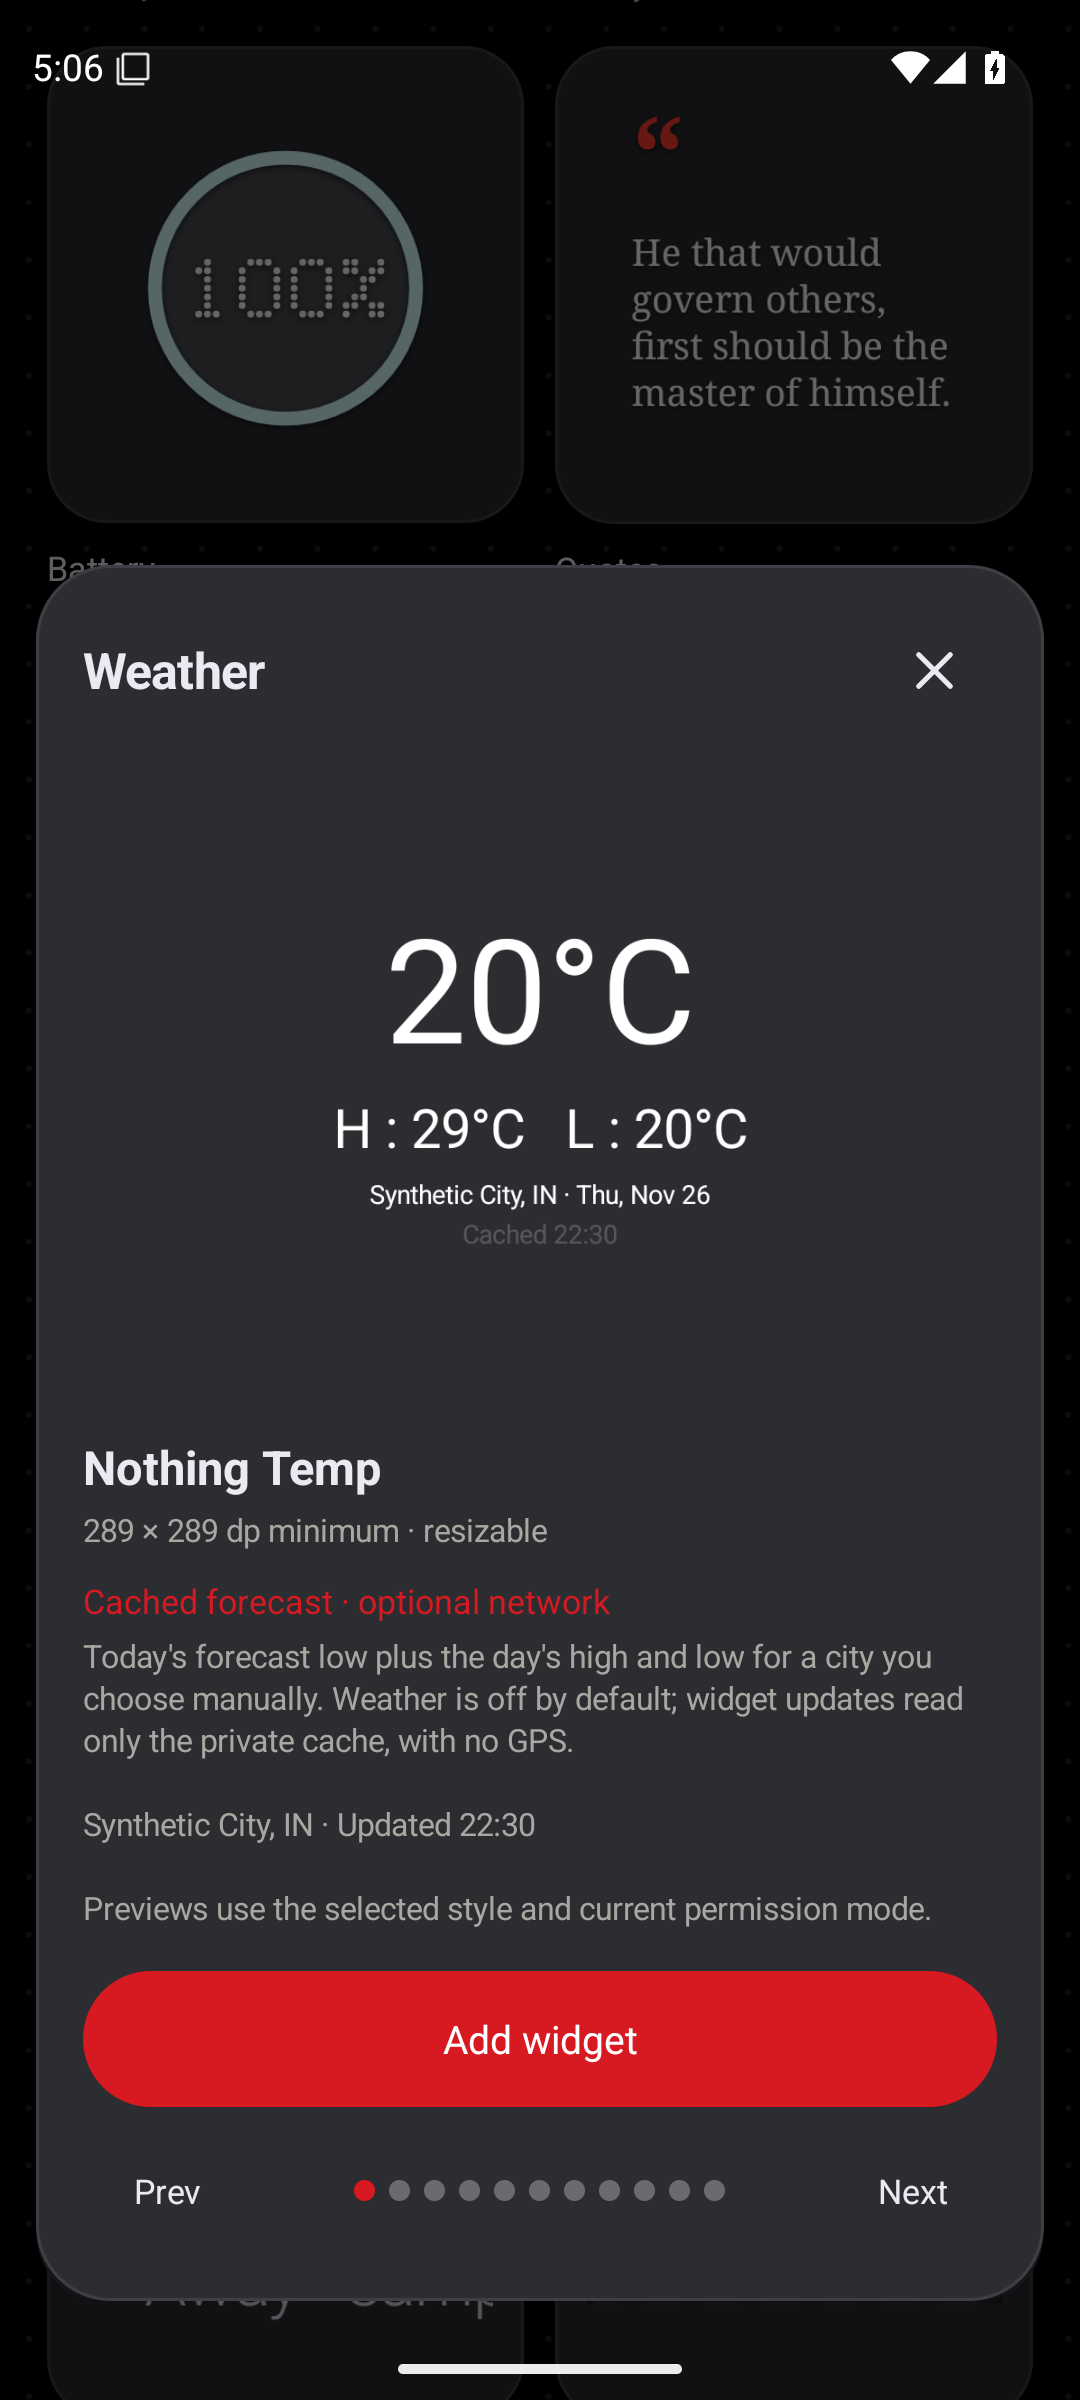 5:06
100%
“
He that would
govern others,
first should be the
master of himself.
Battery
Quotes
Weather
20°C
H : 29°C L : 20°C
Synthetic City, IN · Thu, Nov 26
Cached 22:30
Nothing Temp
289 × 289 dp minimum · resizable
Cached forecast · optional network
Today's forecast low plus the day's high and low for a city you
choose manually. Weather is off by default; widget updates read
only the private cache, with no GPS.
Synthetic City, IN · Updated 22:30
Previews use the selected style and current permission mode.
Add widget
Prev
Next
Away